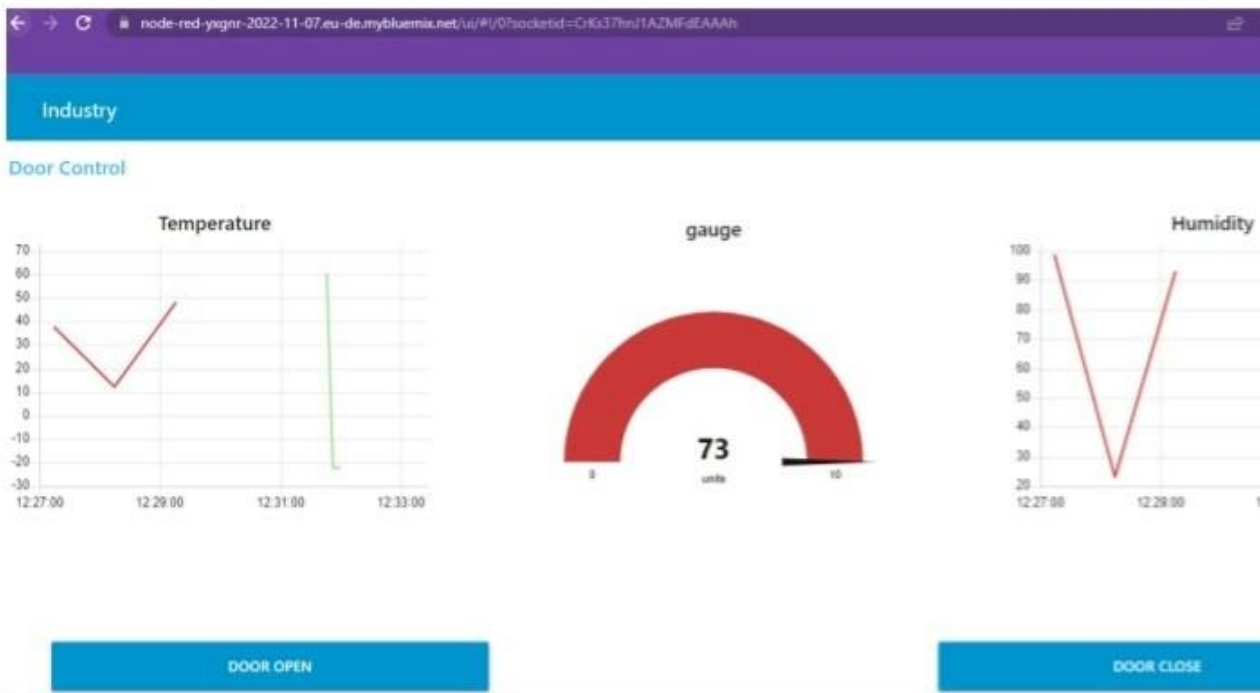 node-red-yxgnr-2022-11-07.eu-de.mybluemix.net/ui/#!/0?socketid=CrKs37hnJ1AZMFdEAAAh
Industry
Door Control
Temperature
70
60
50
40
30
20
10
0
-10
-20
-30
12:27:00 12:29:00 12:31:00 12:33:00
gauge
73
units
0 10
Humidity
100
90
80
70
60
50
40
30
20
12:27:00 12:29:00
DOOR OPEN
DOOR CLOSE